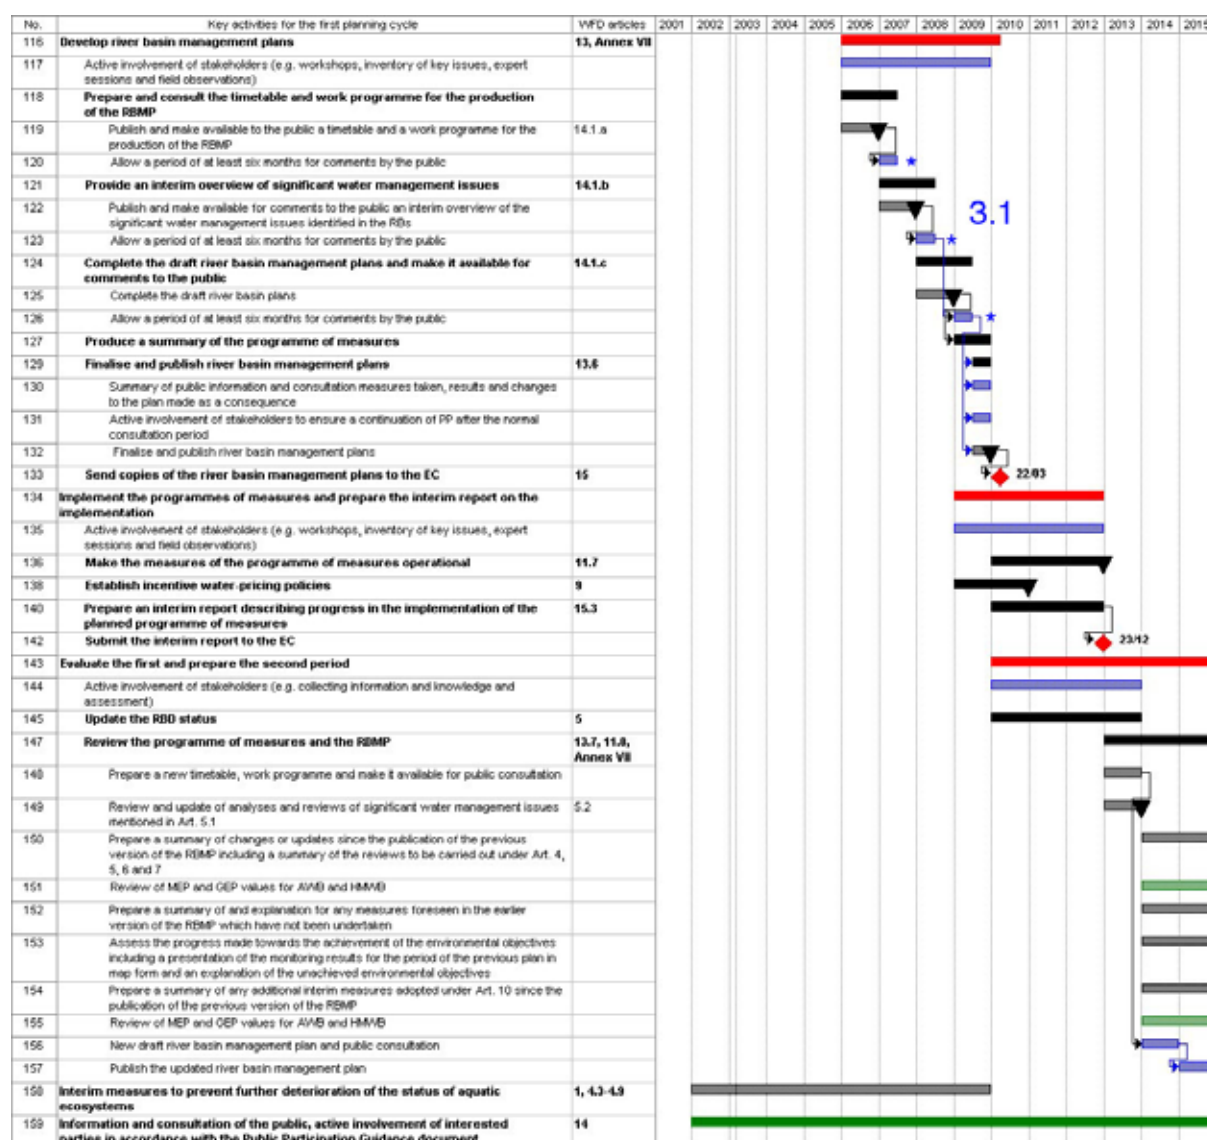 No. Key activities for the first planning cycle WFD articles 2001 2002 2003 2004 2005 2006 2007 2008 2009 2010 2011 2012 2013 2014 2015
116 Develop river basin management plans 13, Annex VII
117 Active involvement of stakeholders (e.g. workshops, inventory of key issues, expert
sessions and field observations)
118 Prepare and consult the timetable and work programme for the production
of the RBMP
119 Publish and make available to the public a timetable and a work programme for the 14.1.a
production of the RBMP
120 Allow a period of at least six months for comments by the public
121 Provide an interim overview of significant water management issues 14.1.b
122 Publish and make available for comments to the public an interim overview of the
significant water management issues identified in the RBs
3.1
123 Allow a period of at least six months for comments by the public
124 Complete the draft river basin management plans and make it available for 14.1.c
comments to the public
125 Complete the draft river basin plans
126 Allow a period of at least six months for comments by the public
127 Produce a summary of the programme of measures
129 Finalise and publish river basin management plans 13.6
130 Summary of public information and consultation measures taken, results and changes
to the plan made as a consequence
131 Active involvement of stakeholders to ensure a continuation of PP after the normal
consultation period
132 Finalise and publish river basin management plans
133 Send copies of the river basin management plans to the EC 15 22/03
134 Implement the programmes of measures and prepare the interim report on the
implementation
135 Active involvement of stakeholders (e.g. workshops, inventory of key issues, expert
sessions and field observations)
136 Make the measures of the programme of measures operational 11.7
138 Establish incentive water-pricing policies 9
140 Prepare an interim report describing progress in the implementation of the 15.3
planned programme of measures
142 Submit the interim report to the EC 23/12
143 Evaluate the first and prepare the second period
144 Active involvement of stakeholders (e.g. collecting information and knowledge and
assessment)
145 Update the RBD status 5
147 Review the programme of measures and the RBMP 13.7, 11.8,
Annex VII
148 Prepare a new timetable, work programme and make it available for public consultation
149 Review and update of analyses and reviews of significant water management issues 5.2
mentioned in Art. 5.1
150 Prepare a summary of changes or updates since the publication of the previous
version of the RBMP including a summary of the reviews to be carried out under Art. 4,
5, 6 and 7
151 Review of MEP and GEP values for AWB and HMWB
152 Prepare a summary of and explanation for any measures foreseen in the earlier
version of the RBMP which have not been undertaken
153 Assess the progress made towards the achievement of the environmental objectives
including a presentation of the monitoring results for the period of the previous plan in
map form and an explanation of the unachieved environmental objectives
154 Prepare a summary of any additional interim measures adopted under Art. 10 since the
publication of the previous version of the RBMP
155 Review of MEP and GEP values for AWB and HMWB
156 New draft river basin management plan and public consultation
157 Publish the updated river basin management plan
158 Interim measures to prevent further deterioration of the status of aquatic 1, 4.3-4.9
ecosystems
159 Information and consultation of the public, active involvement of interested 14
parties in accordance with the Public Participation Guidance document